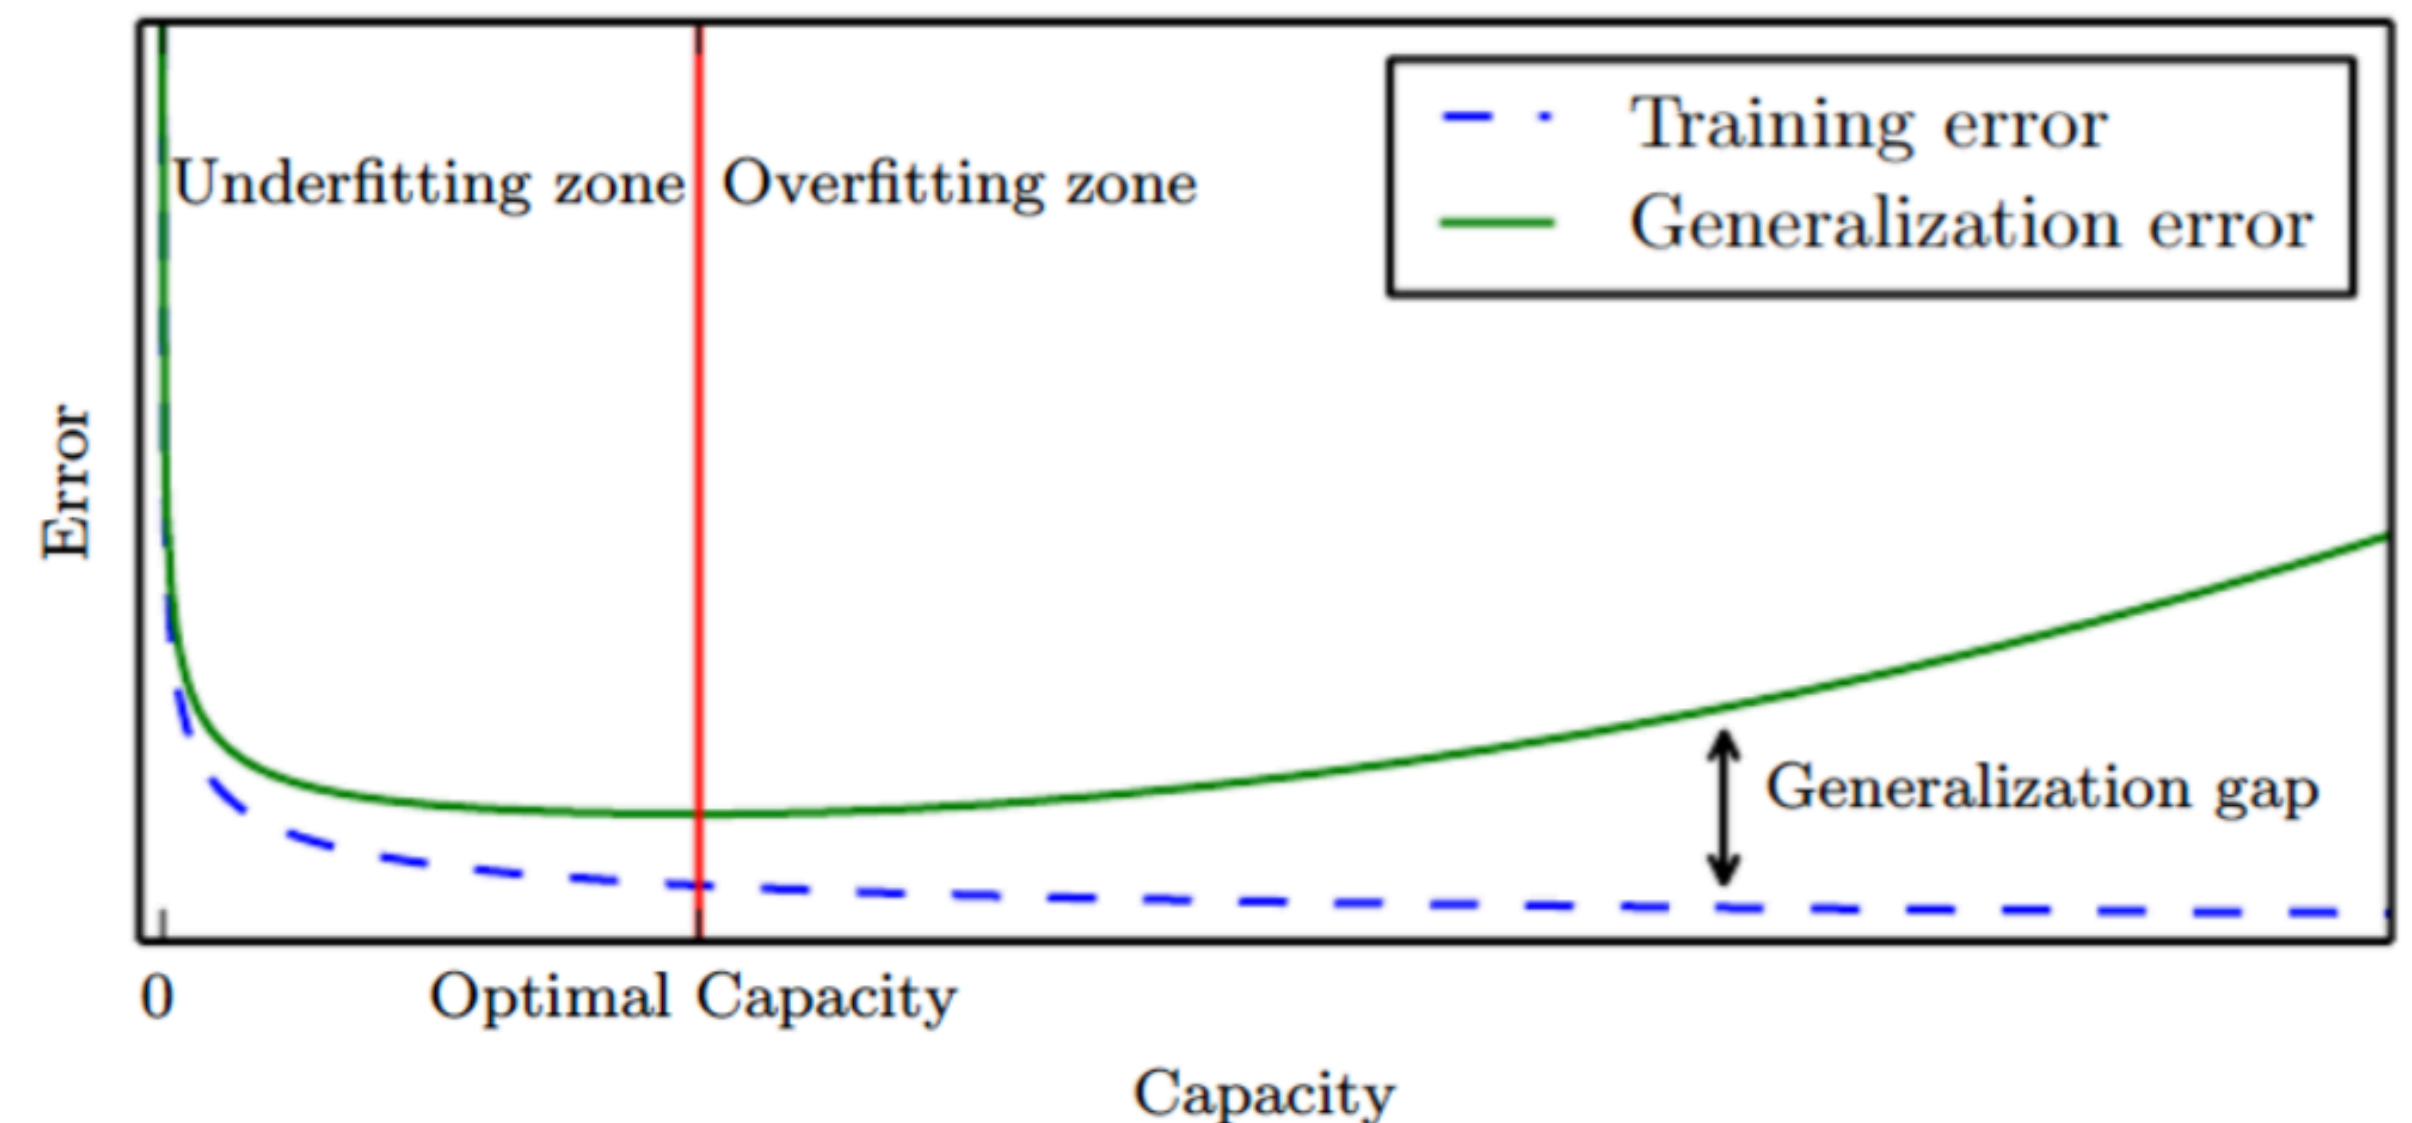 Training error
Underfitting zone Overfitting zone
Generalization error
Error
Generalization gap
0
Optimal Capacity
Capacity